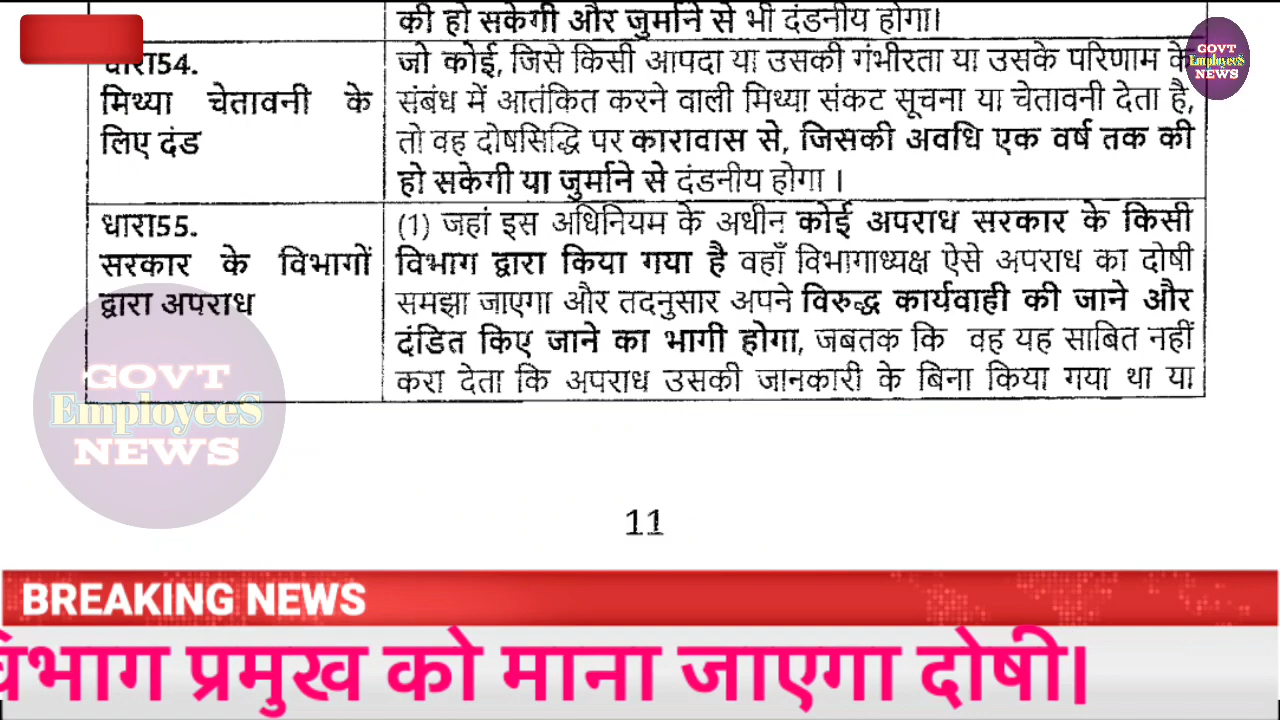 की हो सकेगी और जुर्माने से भी दंडनीय होगा।
धारा54.
मिथ्या चेतावनी के
लिए दंड
जो कोई, जिसे किसी आपदा या उसकी गंभीरता या उसके परिणाम के
संबंध में आतंकित करने वाली मिथ्या संकट सूचना या चेतावनी देता है,
तो वह दोषसिद्धि पर कारावास से, जिसकी अवधि एक वर्ष तक की
हो सकेगी या जुर्माने से दंडनीय होगा ।
धारा55.
सरकार के विभागों
द्वारा अपराध
(1) जहां इस अधिनियम के अधीन कोई अपराध सरकार के किसी
विभाग द्वारा किया गया है वहाँ विभागाध्यक्ष ऐसे अपराध का दोषी
समझा जाएगा और तदनुसार अपने विरुद्ध कार्यवाही की जाने और
दंडित किए जाने का भागी होगा, जबतक कि वह यह साबित नहीं
करा देता कि अपराध उसकी जानकारी के बिना किया गया था या
GOVT
EmployeeS
NEWS
GOVT
EmployeeS
NEWS
11
BREAKING NEWS
विभाग प्रमुख को माना जाएगा दोषी।